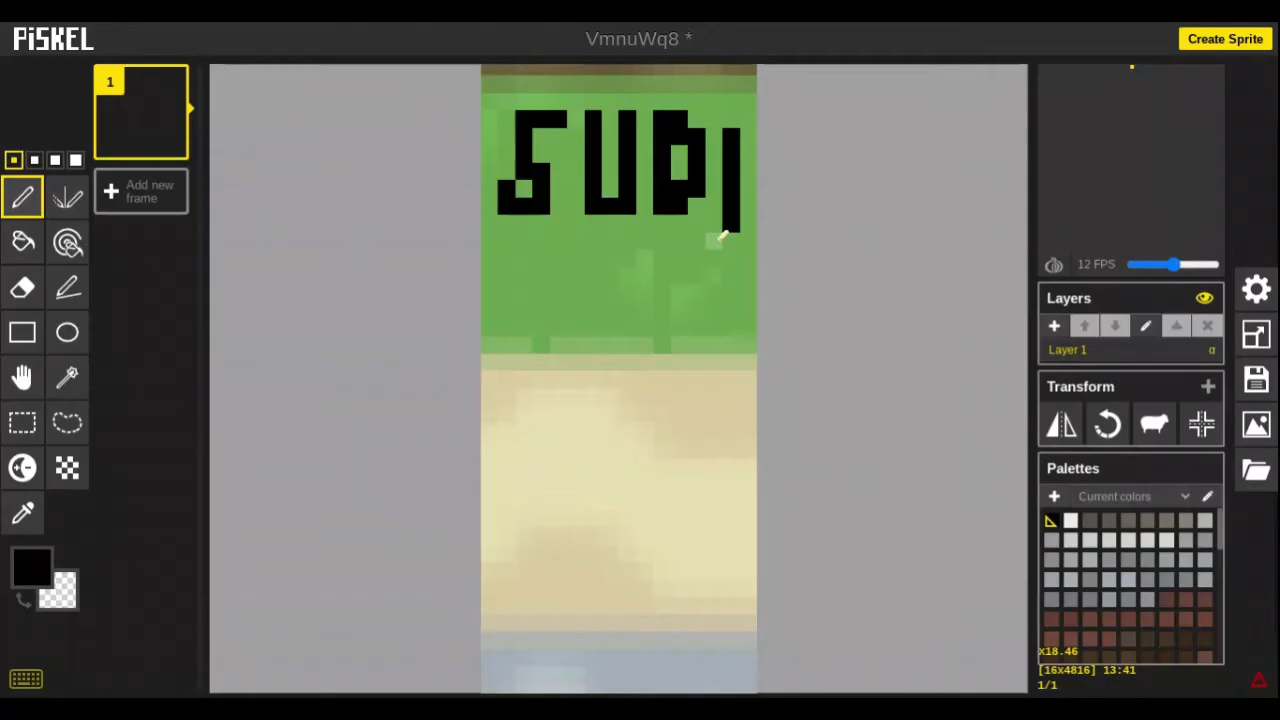 PiSKEL
VmnuWq8 *
Create Sprite
1
Add new
frame
SUDI
12 FPS
Layers
Layer 1
α
Transform
Palettes
Current colors
X18.46
[16X4816] 13:41
1/1